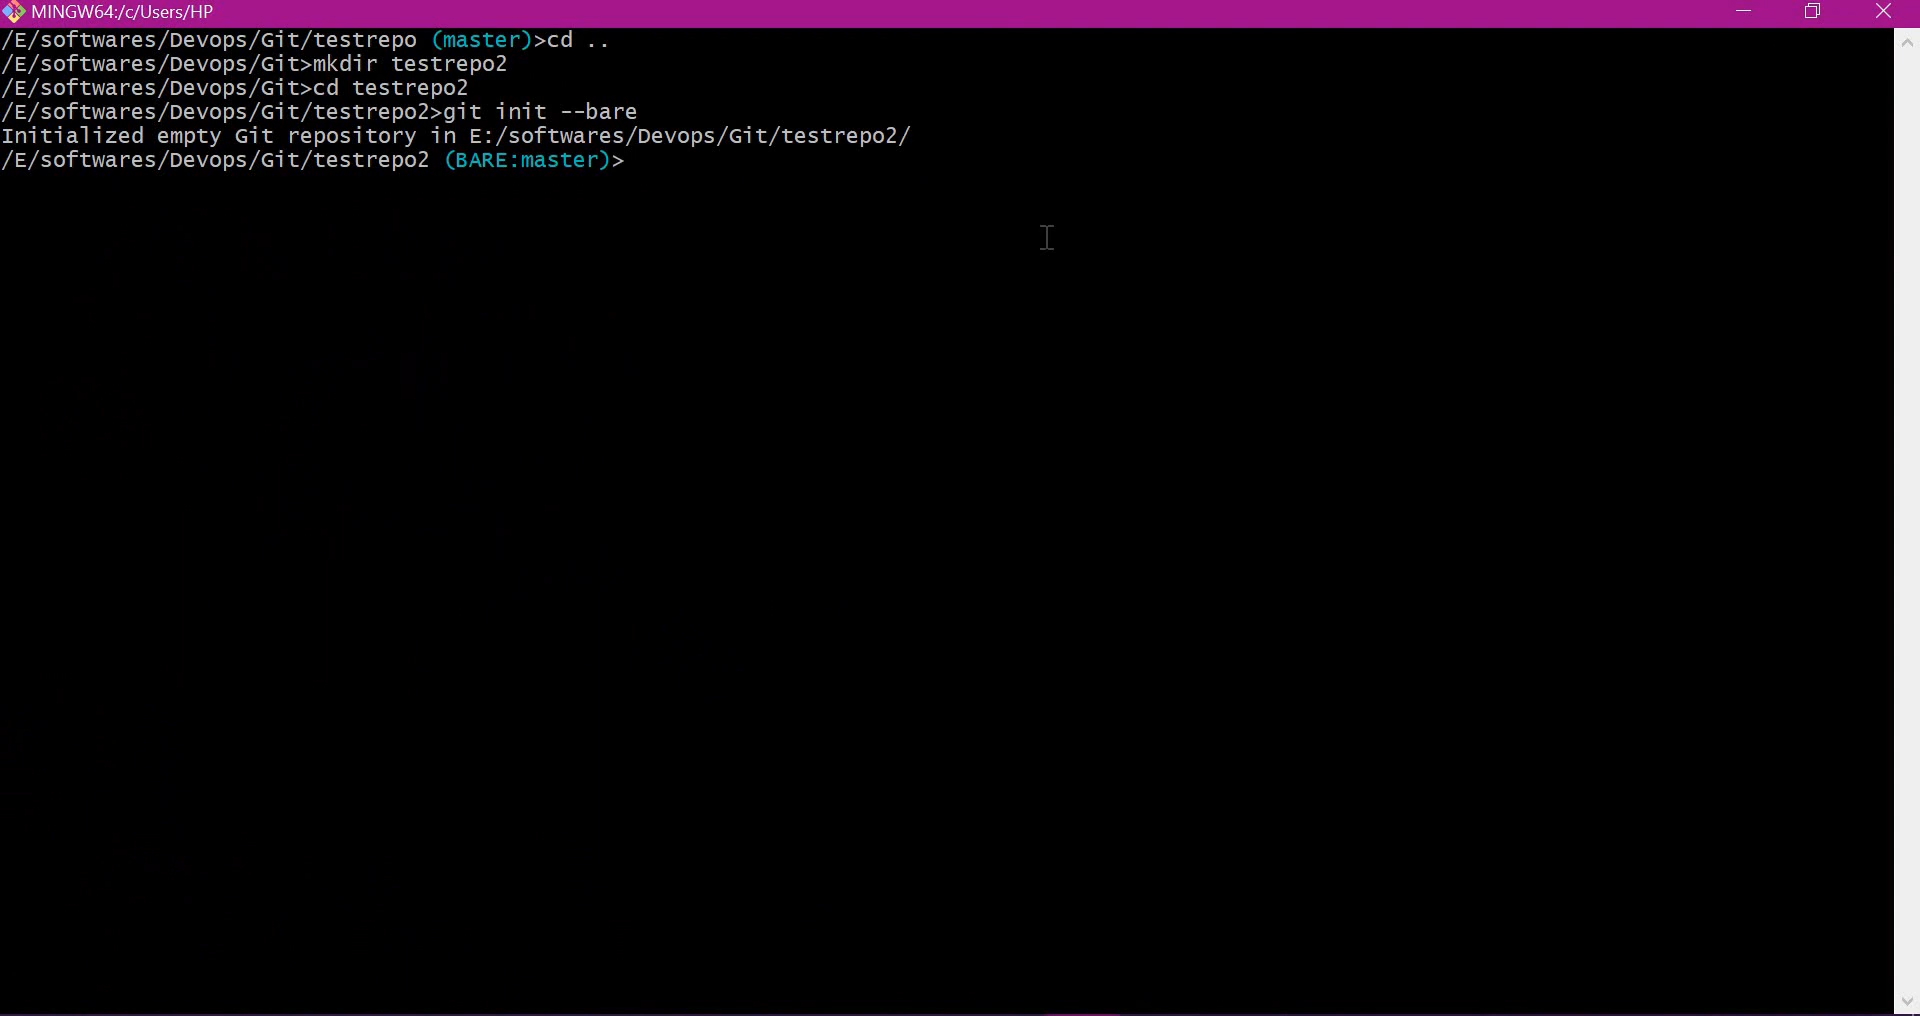 MINGW64:/c/Users/HP
/E/softwares/Devops/Git/testrepo (master)>cd ..
/E/softwares/Devops/Git>mkdir testrepo2
/E/softwares/Devops/Git>cd testrepo2
/E/softwares/Devops/Git/testrepo2>git init --bare
Initialized empty Git repository in E:/softwares/Devops/Git/testrepo2/
/E/softwares/Devops/Git/testrepo2 (BARE:master)>